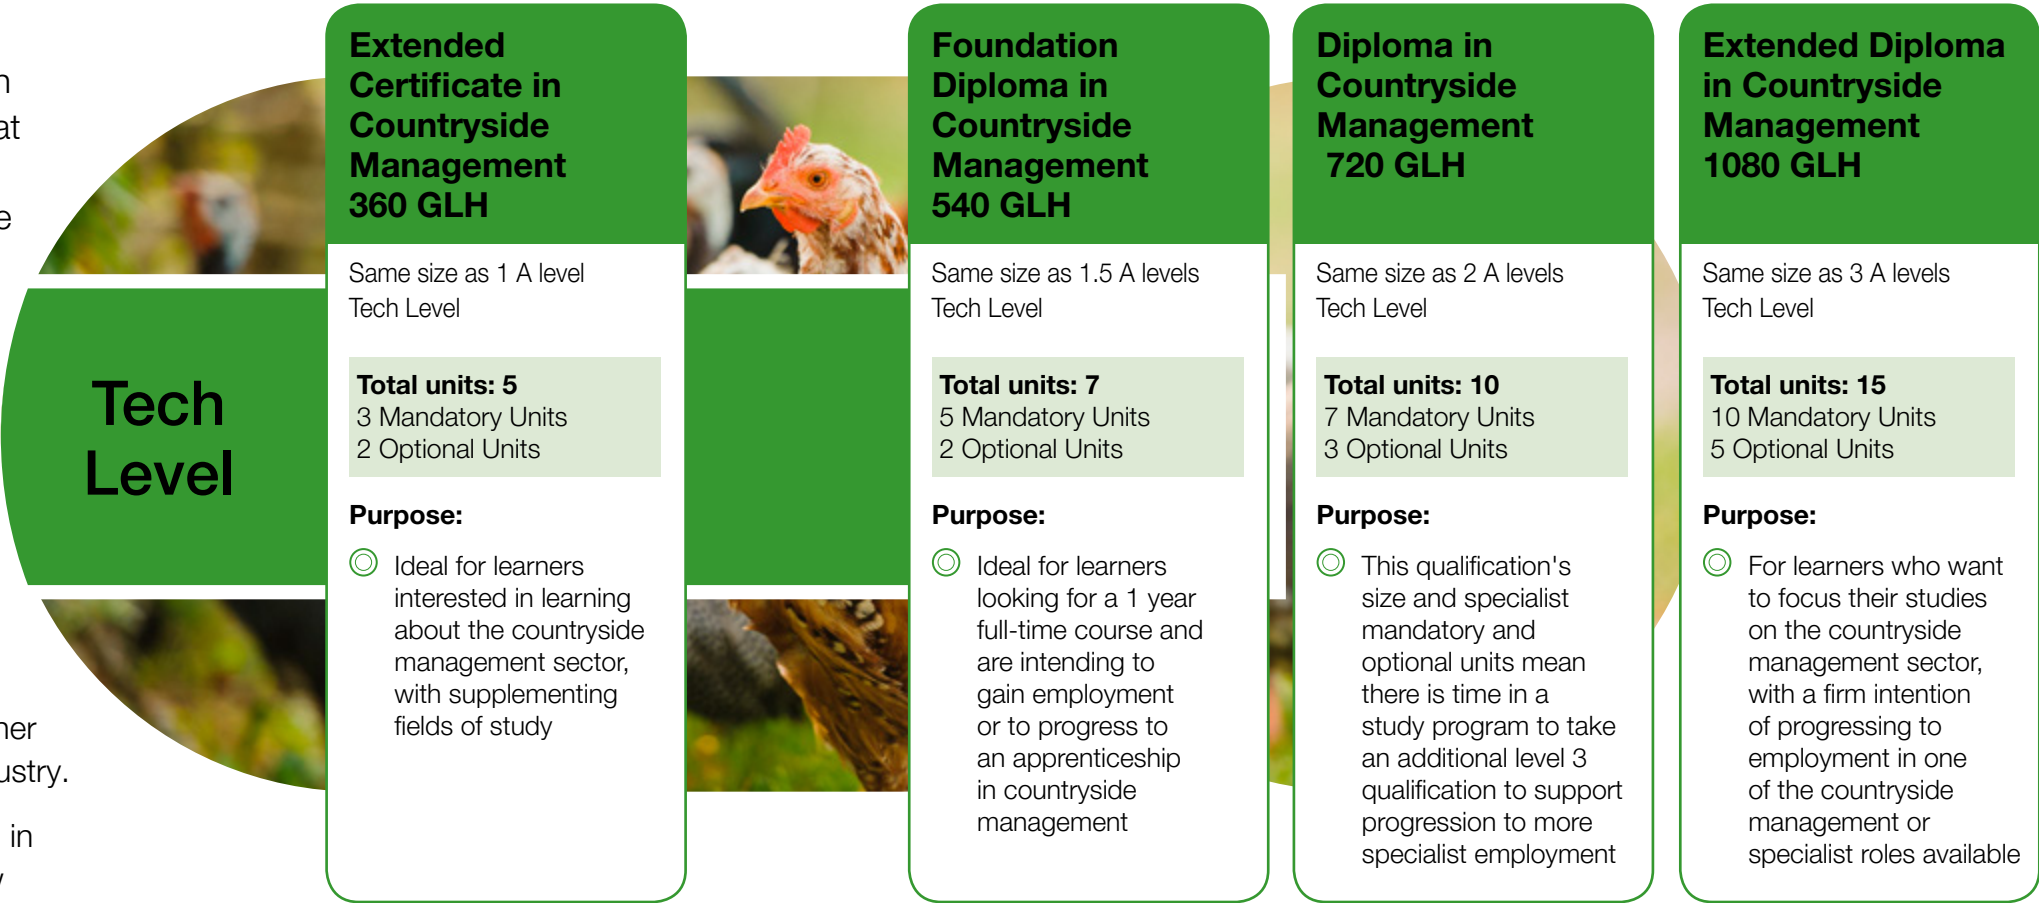 at
e
ustry.
in
Tech
Level
Extended
Certificate in
Countryside
Management
360 GLH
Same size as 1 A level
Tech Level
Total units: 5
3 Mandatory Units
2 Optional Units
Purpose:
Ideal for learners
interested in learning
about the countryside
management sector,
with supplementing
fields of study
Foundation
Diploma in
Countryside
Management
540 GLH
Same size as 1.5 A levels
Tech Level
Total units: 7
5 Mandatory Units
2 Optional Units
Purpose:
Ideal for learners
looking for a 1 year
full-time course and
are intending to
gain employment
or to progress to
an apprenticeship
in countryside
management
Diploma in
Countryside
Management
720 GLH
Same size as 2 A levels
Tech Level
Total units: 10
7 Mandatory Units
3 Optional Units
Purpose:
This qualification's
size and specialist
mandatory and
optional units mean
there is time in a
study program to take
an additional level 3
qualification to support
progression to more
specialist employment
Extended Diploma
in Countryside
Management
1080 GLH
Same size as 3 A levels
Tech Level
Total units: 15
10 Mandatory Units
5 Optional Units
Purpose:
For learners who want
to focus their studies
on the countryside
management sector,
with a firm intention
of progressing to
employment in one
of the countryside
management or
specialist roles available